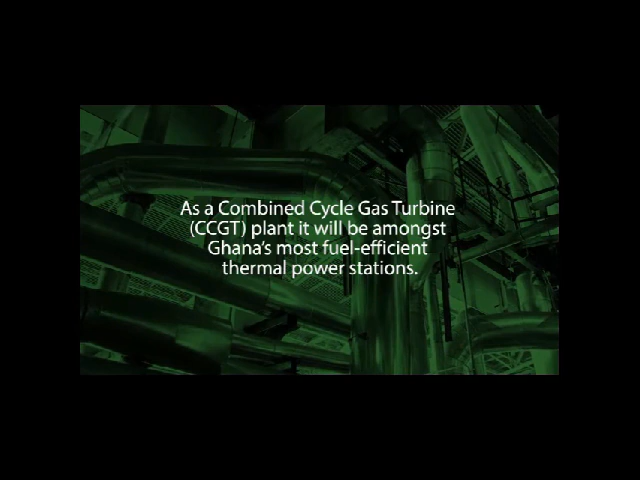 As a Combined Cycle Gas Turbine
(CCGT) plant it will be amongst
Ghana's most fuel-efficient
thermal power stations.